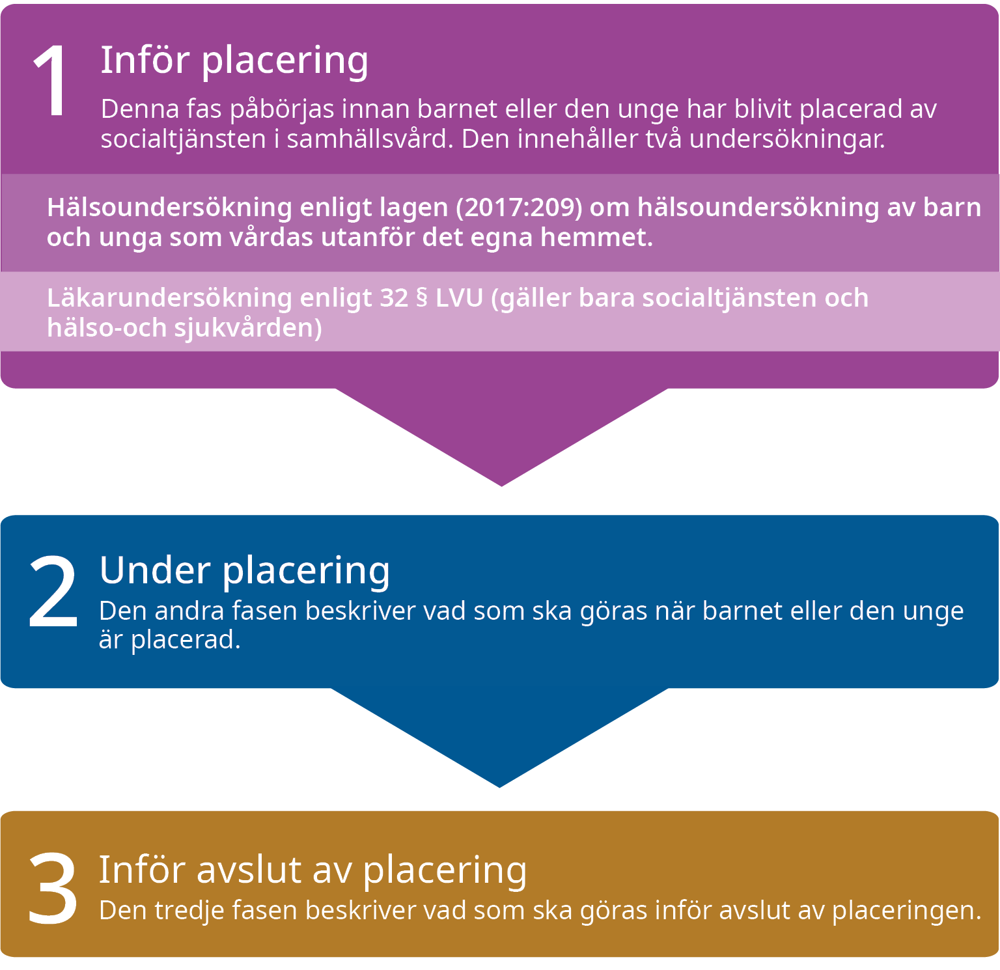 1
Inför placering
Denna fas påbörjas innan barnet eller den unge har blivit placerad av
socialtjänsten i samhällsvård. Den innehåller två undersökningar.
Hälsoundersökning enligt lagen (2017:209) om hälsoundersökning av barn
och unga som vårdas utanför det egna hemmet.
Läkarundersökning enligt 32 § LVU (gäller bara socialtjänsten och
hälso-och sjukvården)
2
Under placering
Den andra fasen beskriver vad som ska göras när barnet eller den unge
är placerad.
3
Inför avslut av placering
Den tredje fasen beskriver vad som ska göras inför avslut av placeringen.